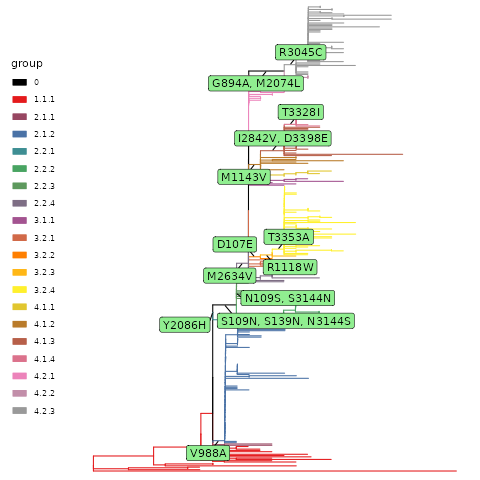 group
0
1.1.1
2.1.1
2.1.2
2.2.1
2.2.2
2.2.3
2.2.4
3.1.1
3.2.1
3.2.2
3.2.3
3.2.4
4.1.1
4.1.2
4.1.3
4.1.4
4.2.1
4.2.2
4.2.3
R3045C
G894A, M2074L
T3328I
I2842V, D3398E
M1143V
T3353A
D107E
R1118W
M2634V
N109S, S3144N
S109N, S139N, N3144S
Y2086H
V988A